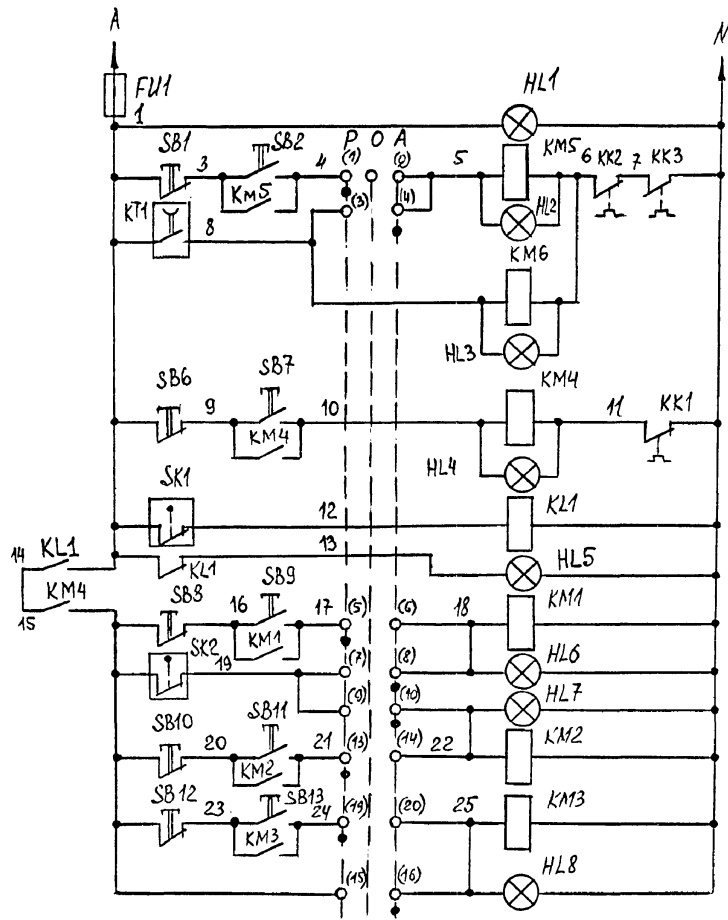 A N
FU1
1 HL1
SB1 SB2 P O A
3 4 (1) (2) 5 KM5 6 KK2 7 KK3
KM5 (3) (4) HL2
KT1 8
KM6
HL3
SB6 SB7 KM4
9 10 11 KK1
KM4
HL4
SK1
12 KL1
13
14 KL1 KL1 HL5
KM4 SB8 SB9 KM1
15 16 17 (5) (6) 18
SK2 KM1
19 (7) (8) HL6
(9) (10) HL7
SB10 SB11
20 21 (13) (14) 22 KM2
KM2
SB12 SB13 KM3
23 24 (19) (20) 25
KM3
(15) (16) HL8